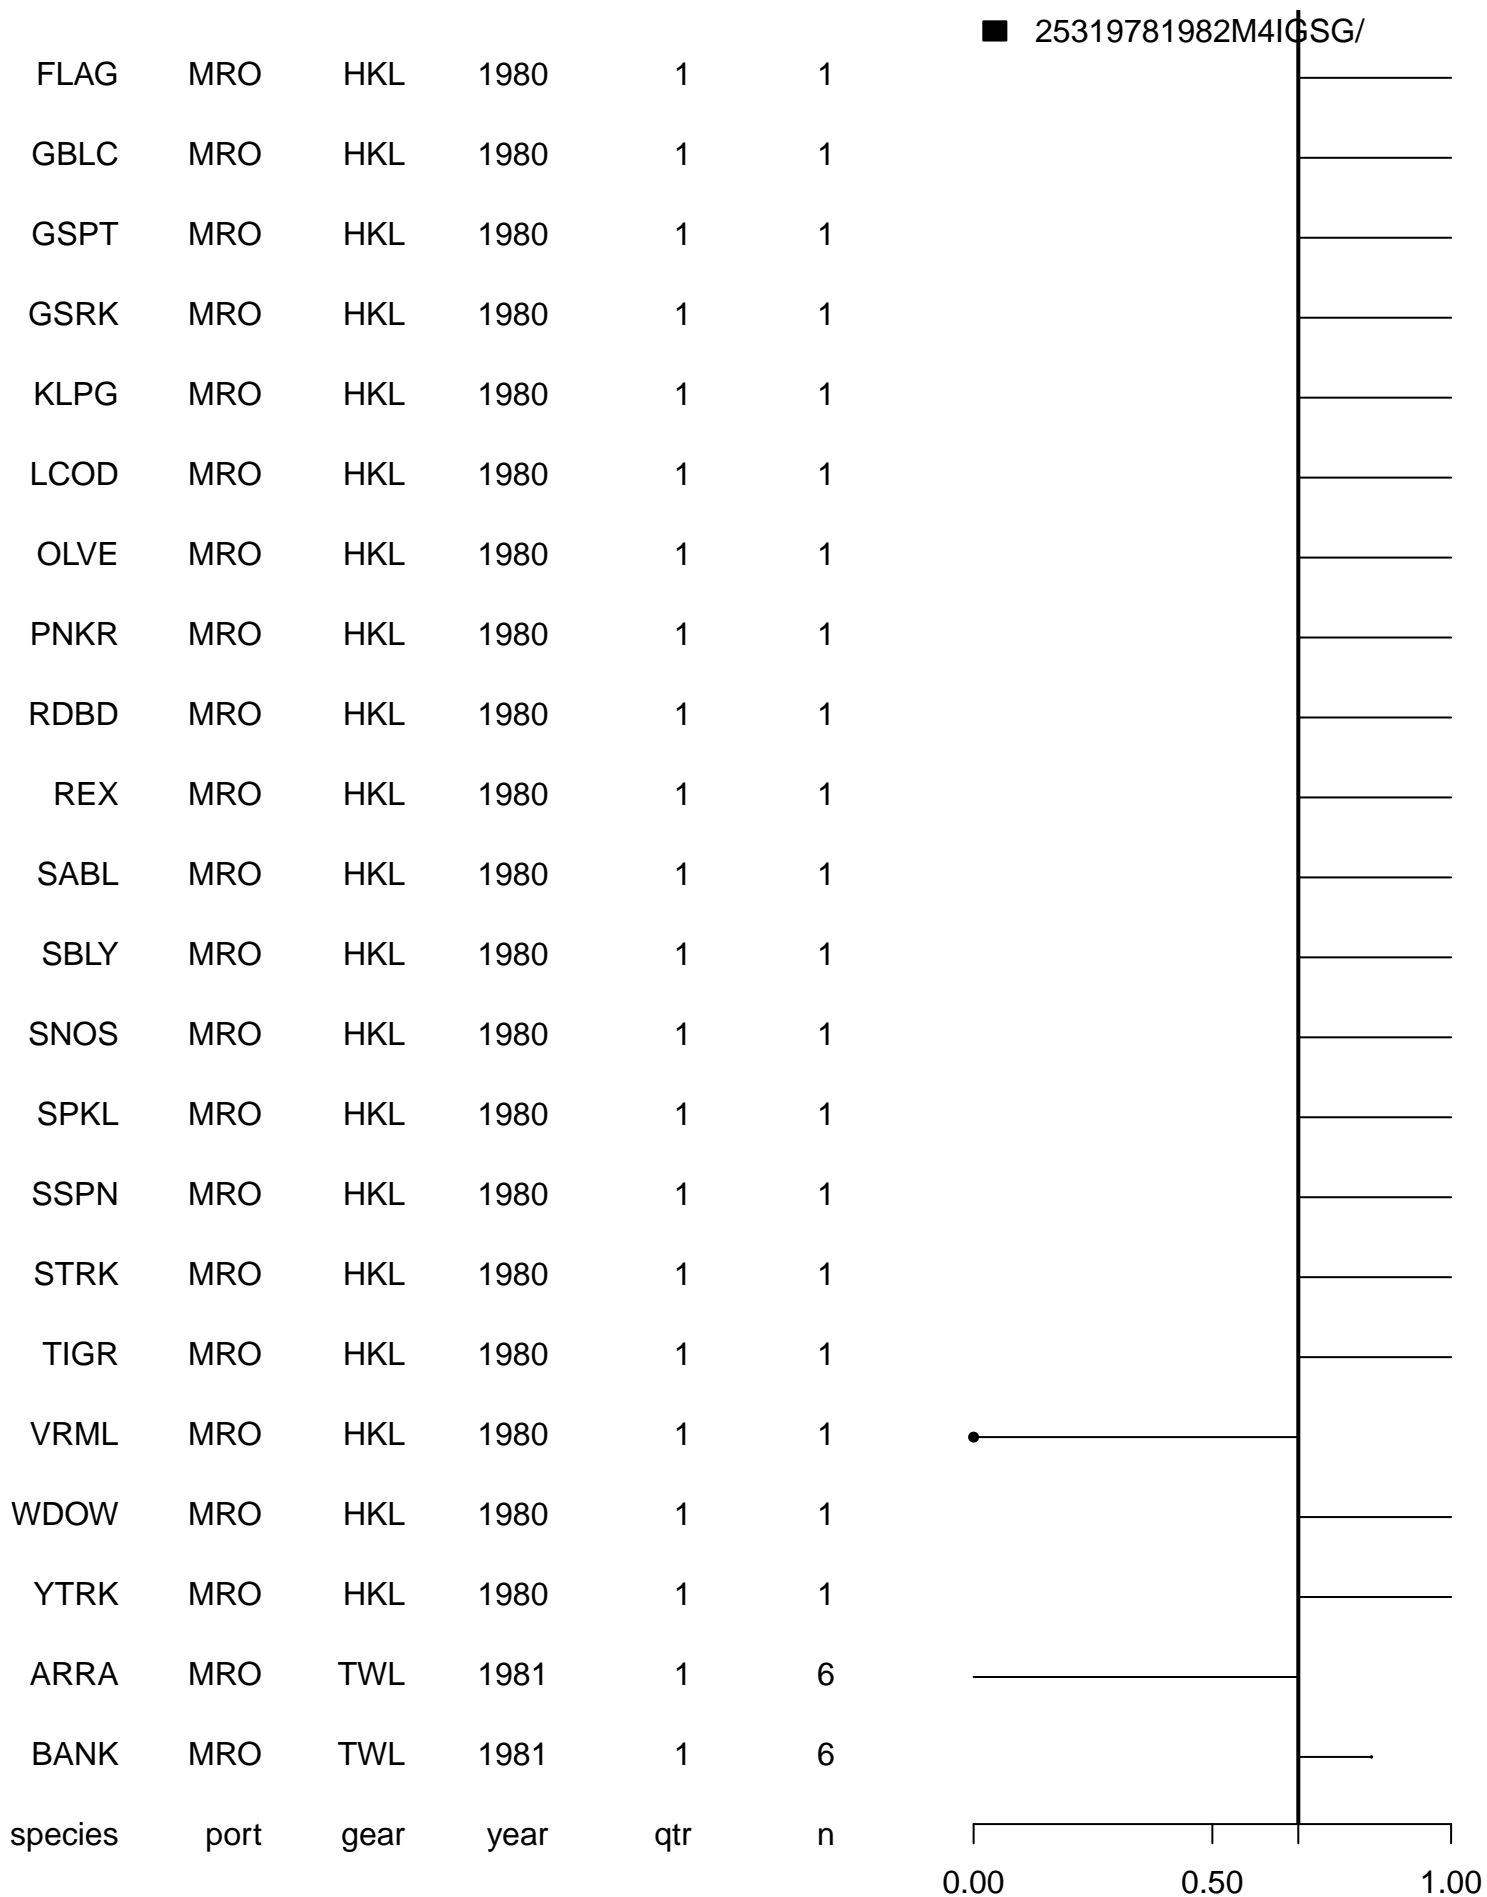 25319781982M4IGSG/
FLAG MRO HKL 1980 1 1
GBLC MRO HKL 1980 1 1
GSPT MRO HKL 1980 1 1
GSRK MRO HKL 1980 1 1
KLPG MRO HKL 1980 1 1
LCOD MRO HKL 1980 1 1
OLVE MRO HKL 1980 1 1
PNKR MRO HKL 1980 1 1
RDBD MRO HKL 1980 1 1
REX MRO HKL 1980 1 1
SABL MRO HKL 1980 1 1
SBLY MRO HKL 1980 1 1
SNOS MRO HKL 1980 1 1
SPKL MRO HKL 1980 1 1
SSPN MRO HKL 1980 1 1
STRK MRO HKL 1980 1 1
TIGR MRO HKL 1980 1 1
VRML MRO HKL 1980 1 1
WDOW MRO HKL 1980 1 1
YTRK MRO HKL 1980 1 1
ARRA MRO TWL 1981 1 6
BANK MRO TWL 1981 1 6
species port gear year qtr n
0.00 0.50 1.00